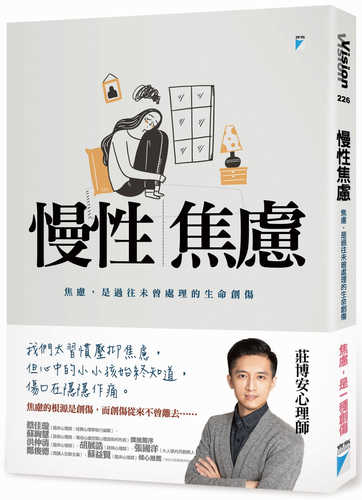 慢性焦慮
焦慮，是過往未曾處理的生命創傷
我們太習慣壓抑焦慮，
但心中的小小孩始終知道，
傷口在隱隱作痛。
焦慮的根源是創傷，而創傷從來不曾離去……
莊博安心理師
蔡佳璇
蘇絢慧
洪仲清
胡展誥
張國洋
鄭俊德
蘇益賢
Vision
226
慢性焦慮
焦慮，是過往未曾處理的生命創傷
焦慮，是一種創傷